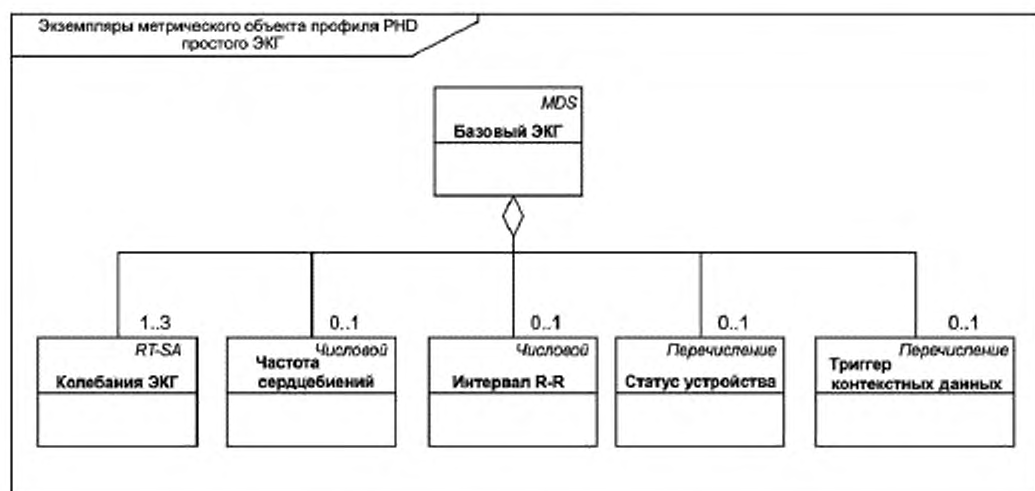 Экземпляры метрического объекта профиля PHD
простого ЭКГ
MDS
Базовый ЭКГ
1..3
0..1
0..1
0..1
0..1
RT-SA
Колебания ЭКГ
Числовой
Частота
сердцебиений
Числовой
Интервал R-R
Перечисление
Статус устройства
Перечисление
Триггер
контекстных данных